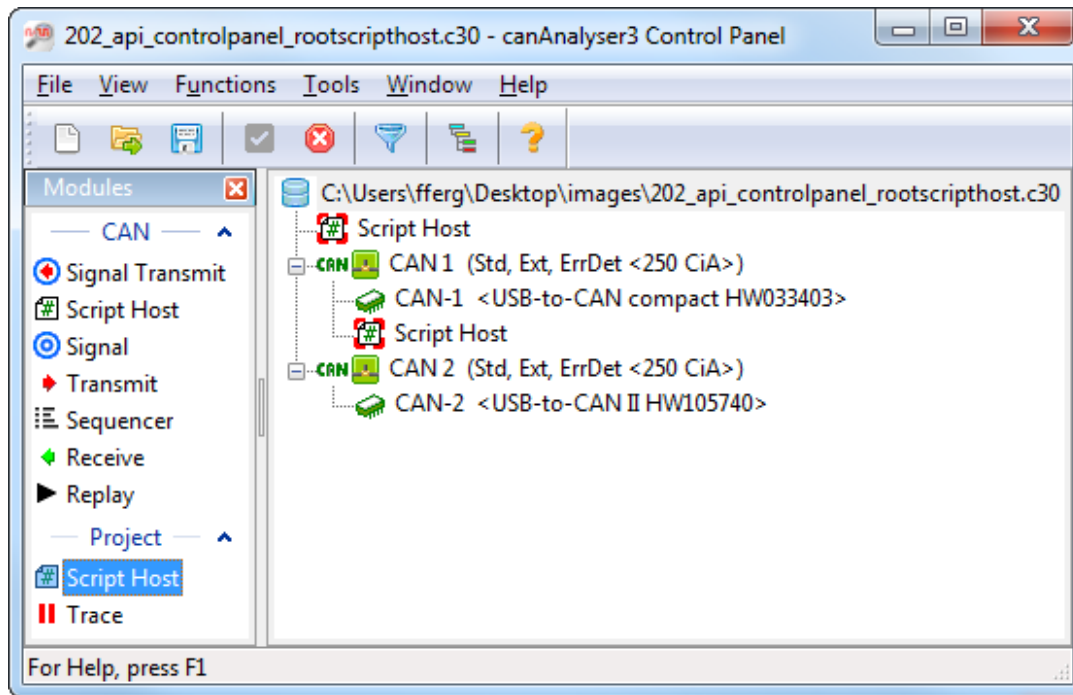 202_api_controlpanel_rootscripthost.c30 - canAnalyser3 Control Panel
File View Functions Tools Window Help
Modules
CAN
Signal Transmit
Script Host
Signal
Transmit
Sequencer
Receive
Replay
Project
Script Host
Trace
C:\Users\fferg\Desktop\images\202_api_controlpanel_rootscripthost.c30
Script Host
CAN CAN 1 (Std, Ext, ErrDet <250 CiA>)
CAN-1 <USB-to-CAN compact HW033403>
Script Host
CAN CAN 2 (Std, Ext, ErrDet <250 CiA>)
CAN-2 <USB-to-CAN II HW105740>
For Help, press F1